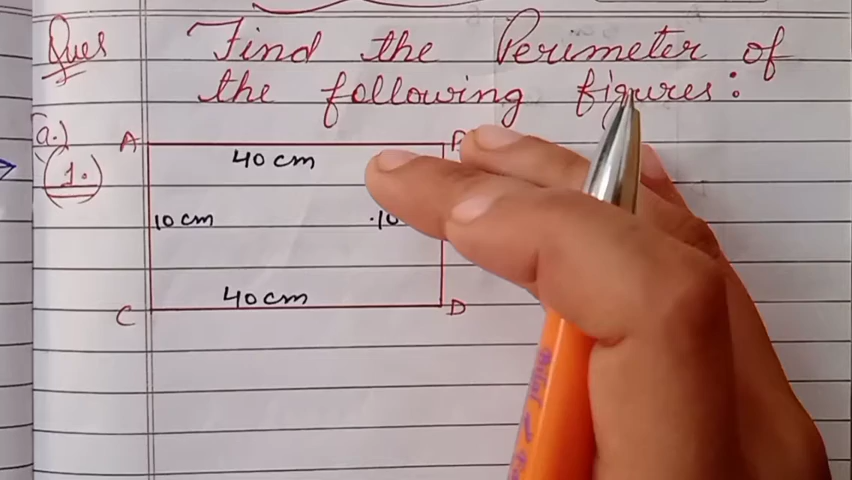 Ques Find the Perimeter of
the following figures:
a.)
(1.)
A
40 cm
10 cm
40 cm
C D